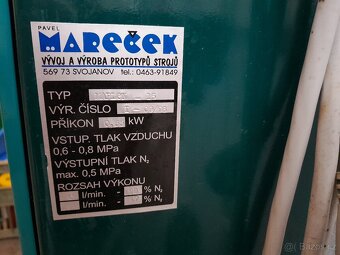 PAVEL
MAREČEK
VÝVOJ A VÝROBA PROTOTYPŮ STROJŮ
569 73 SVOJANOV tel.: 0463-91849
TYP
VÝR. ČÍSLO
PŘÍKON kW
VSTUP. TLAK VZDUCHU
0,6 - 0,8 MPa
VÝSTUPNÍ TLAK N₂
max. 0,5 MPa
ROZSAH VÝKONU
l/min. - % N₂
l/min. - % N₂